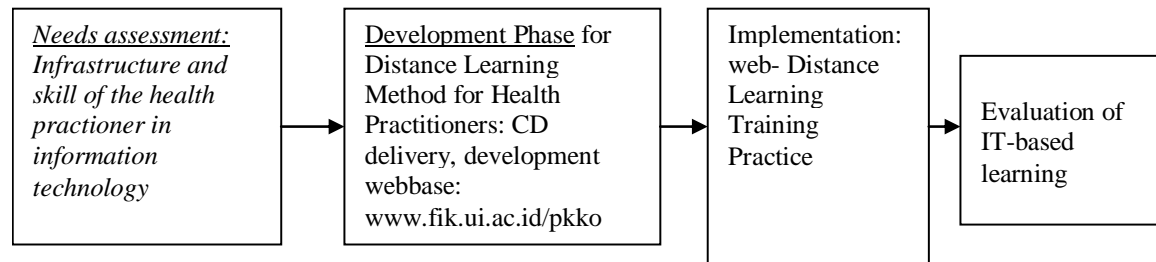 Needs assessment:
Infrastructure and
skill of the health
practioner in
information
technology
Development Phase for
Distance Learning
Method for Health
Practitioners: CD
delivery, development
webbase:
www.fik.ui.ac.id/pkko
Implementation:
web- Distance
Learning
Training
Practice
Evaluation of
IT-based
learning